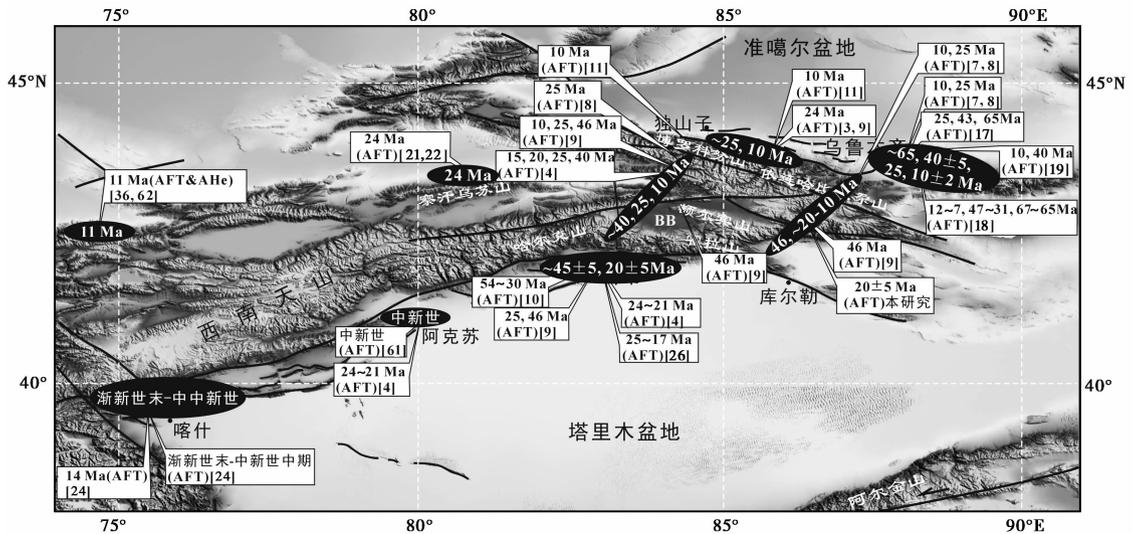 75°
80°
85°
90°E
45°N
45°N
40°
40°
75°
80°
85°
90°E
准噶尔盆地
10 Ma
(AFT)[11]
25 Ma
(AFT)[8]
10, 25, 46 Ma
(AFT)[9]
15, 20, 25, 40 Ma
(AFT)[4]
24 Ma
(AFT)[21,22]
24 Ma
11 Ma(AFT&AHe)
[36, 62]
11 Ma
独山子
~25, 10 Ma
10 Ma
(AFT)[11]
24 Ma
(AFT)[3, 9]
10, 25 Ma
(AFT)[7, 8]
10, 25 Ma
(AFT)[7, 8]
25, 43, 65Ma
(AFT)[17]
乌鲁
~65, 40±5,
25, 10±2 Ma
10, 40 Ma
(AFT)[19]
12~7, 47~31, 67~65Ma
(AFT)[18]
~40, 25, 10 Ma
46, ~20-10 Ma
BB
哈尔克山
46 Ma
(AFT)[9]
46 Ma
(AFT)[9]
20±5 Ma
(AFT)本研究
库尔勒
~45±5, 20±5Ma
54~30 Ma
(AFT)[10]
25, 46 Ma
(AFT)[9]
24~21 Ma
(AFT)[4]
25~17 Ma
(AFT)[26]
西南天山
中新世
阿克苏
中新世
(AFT)[61]
24~21 Ma
(AFT)[4]
渐新世末-中中新世
喀什
14 Ma(AFT)
[24]
渐新世末-中新世中期
(AFT)[24]
塔里木盆地
阿尔金山